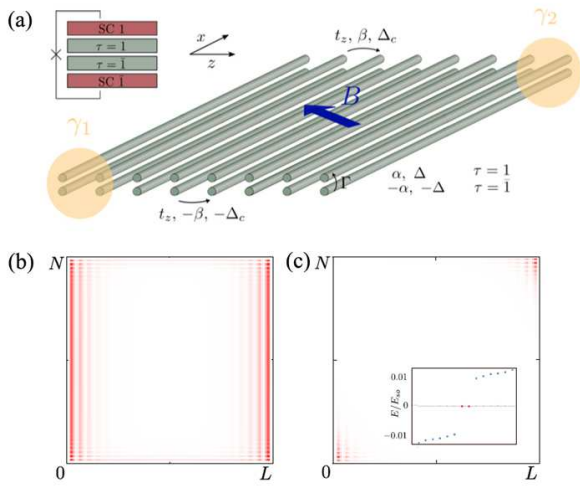 (a)
SC 1
τ = 1
τ = 1̄
SC 1̄
x
z
t_z, β, Δ_c
γ₂
B
γ₁
Γ
α, Δ τ = 1
-α, -Δ τ = 1̄
t_z, -β, -Δ_c
(b)
N
0
L
(c)
N
0.01
0
-0.01
E/E_so
0
L